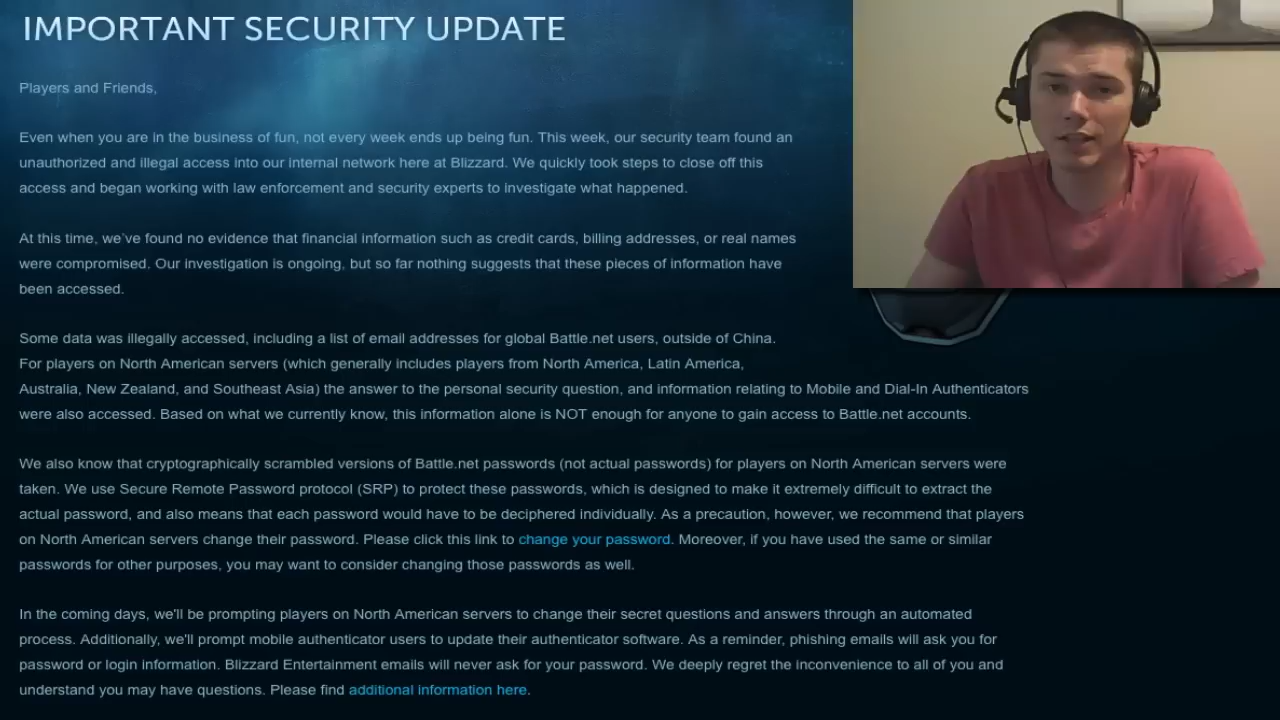 IMPORTANT SECURITY UPDATE
Players and Friends,
Even when you are in the business of fun, not every week ends up being fun. This week, our security team found an
unauthorized and illegal access into our internal network here at Blizzard. We quickly took steps to close off this
access and began working with law enforcement and security experts to investigate what happened.
At this time, we've found no evidence that financial information such as credit cards, billing addresses, or real names
were compromised. Our investigation is ongoing, but so far nothing suggests that these pieces of information have
been accessed.
Some data was illegally accessed, including a list of email addresses for global Battle.net users, outside of China.
For players on North American servers (which generally includes players from North America, Latin America,
Australia, New Zealand, and Southeast Asia) the answer to the personal security question, and information relating to Mobile and Dial-In Authenticators
were also accessed. Based on what we currently know, this information alone is NOT enough for anyone to gain access to Battle.net accounts.
We also know that cryptographically scrambled versions of Battle.net passwords (not actual passwords) for players on North American servers were
taken. We use Secure Remote Password protocol (SRP) to protect these passwords, which is designed to make it extremely difficult to extract the
actual password, and also means that each password would have to be deciphered individually. As a precaution, however, we recommend that players
on North American servers change their password. Please click this link to change your password. Moreover, if you have used the same or similar
passwords for other purposes, you may want to consider changing those passwords as well.
In the coming days, we'll be prompting players on North American servers to change their secret questions and answers through an automated
process. Additionally, we'll prompt mobile authenticator users to update their authenticator software. As a reminder, phishing emails will ask you for
password or login information. Blizzard Entertainment emails will never ask for your password. We deeply regret the inconvenience to all of you and
understand you may have questions. Please find additional information here.